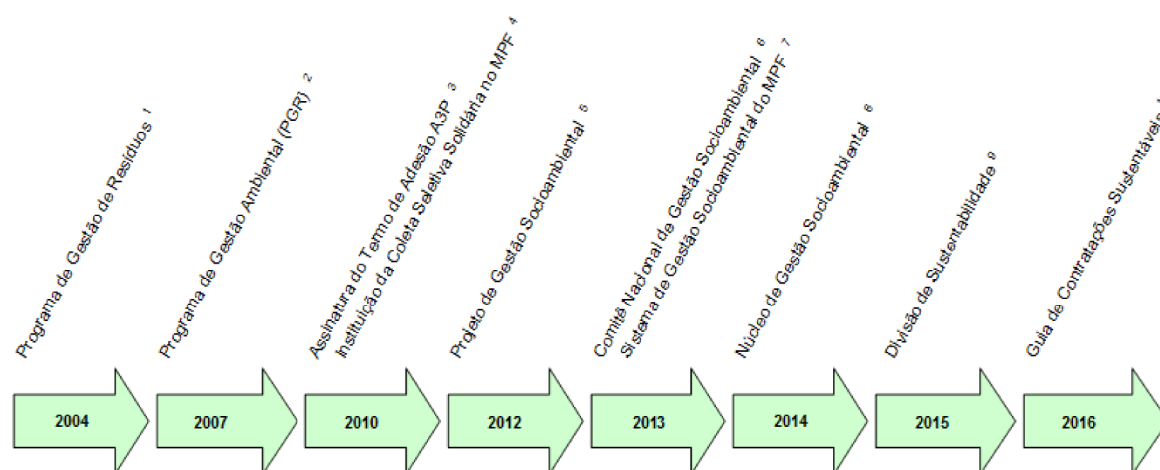 Programa de Gestão de Resíduos 1
Programa de Gestão Ambiental (PGR) 2
Assinatura do Termo de Adesão A3P 3
Instituição da Coleta Seletiva Solidária no MPF 4
Projeto de Gestão Socioambiental 5
Comitê Nacional de Gestão Socioambiental 6
Sistema de Gestão Socioambiental do MPF 7
Núcleo de Gestão Socioambiental 8
Divisão de Sustentabilidade 9
Guia de Contratações Sustentáveis
2004
2007
2010
2012
2013
2014
2015
2016